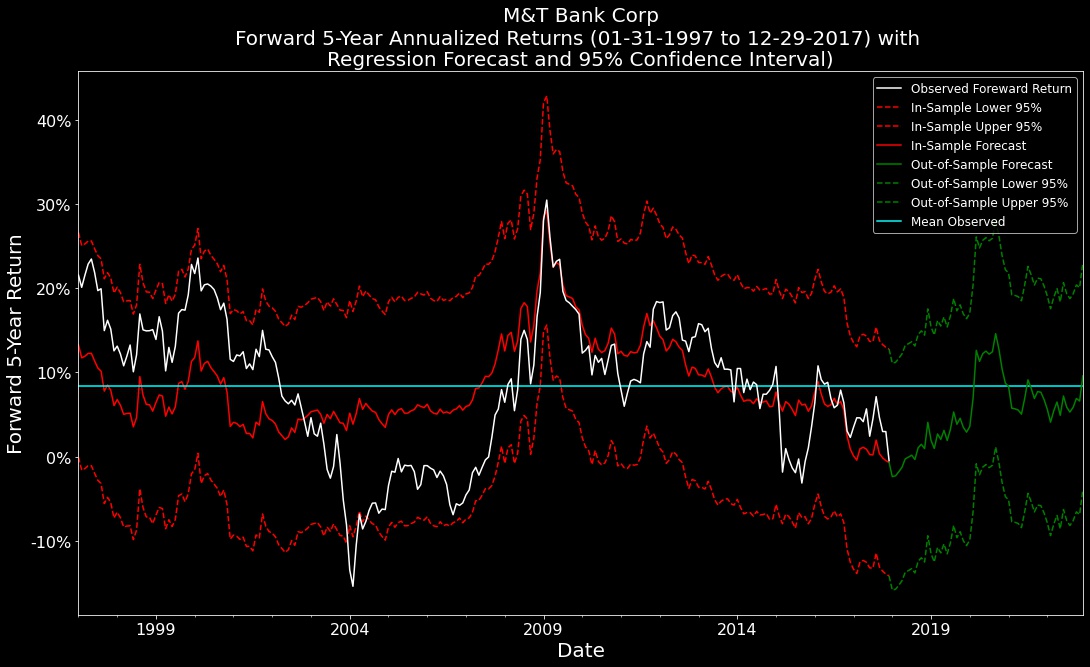 M&T Bank Corp
Forward 5-Year Annualized Returns (01-31-1997 to 12-29-2017) with
Regression Forecast and 95% Confidence Interval)
Observed Foreward Return
In-Sample Lower 95%
In-Sample Upper 95%
In-Sample Forecast
Out-of-Sample Forecast
Out-of-Sample Lower 95%
Out-of-Sample Upper 95%
Mean Observed
Forward 5-Year Return
40%
30%
20%
10%
0%
-10%
1999
2004
2009
2014
2019
Date